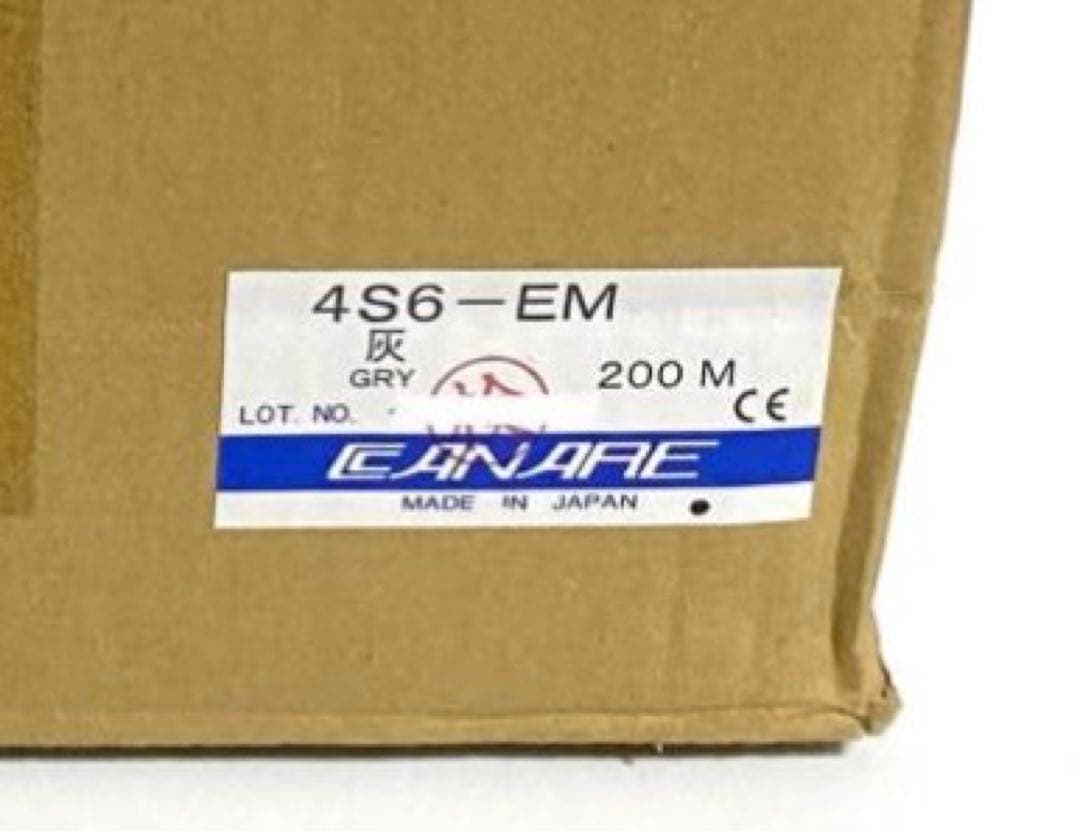 4S6-EM
灰
GRY
200 M
LOT. NO.
CE
CANARE
MADE IN JAPAN